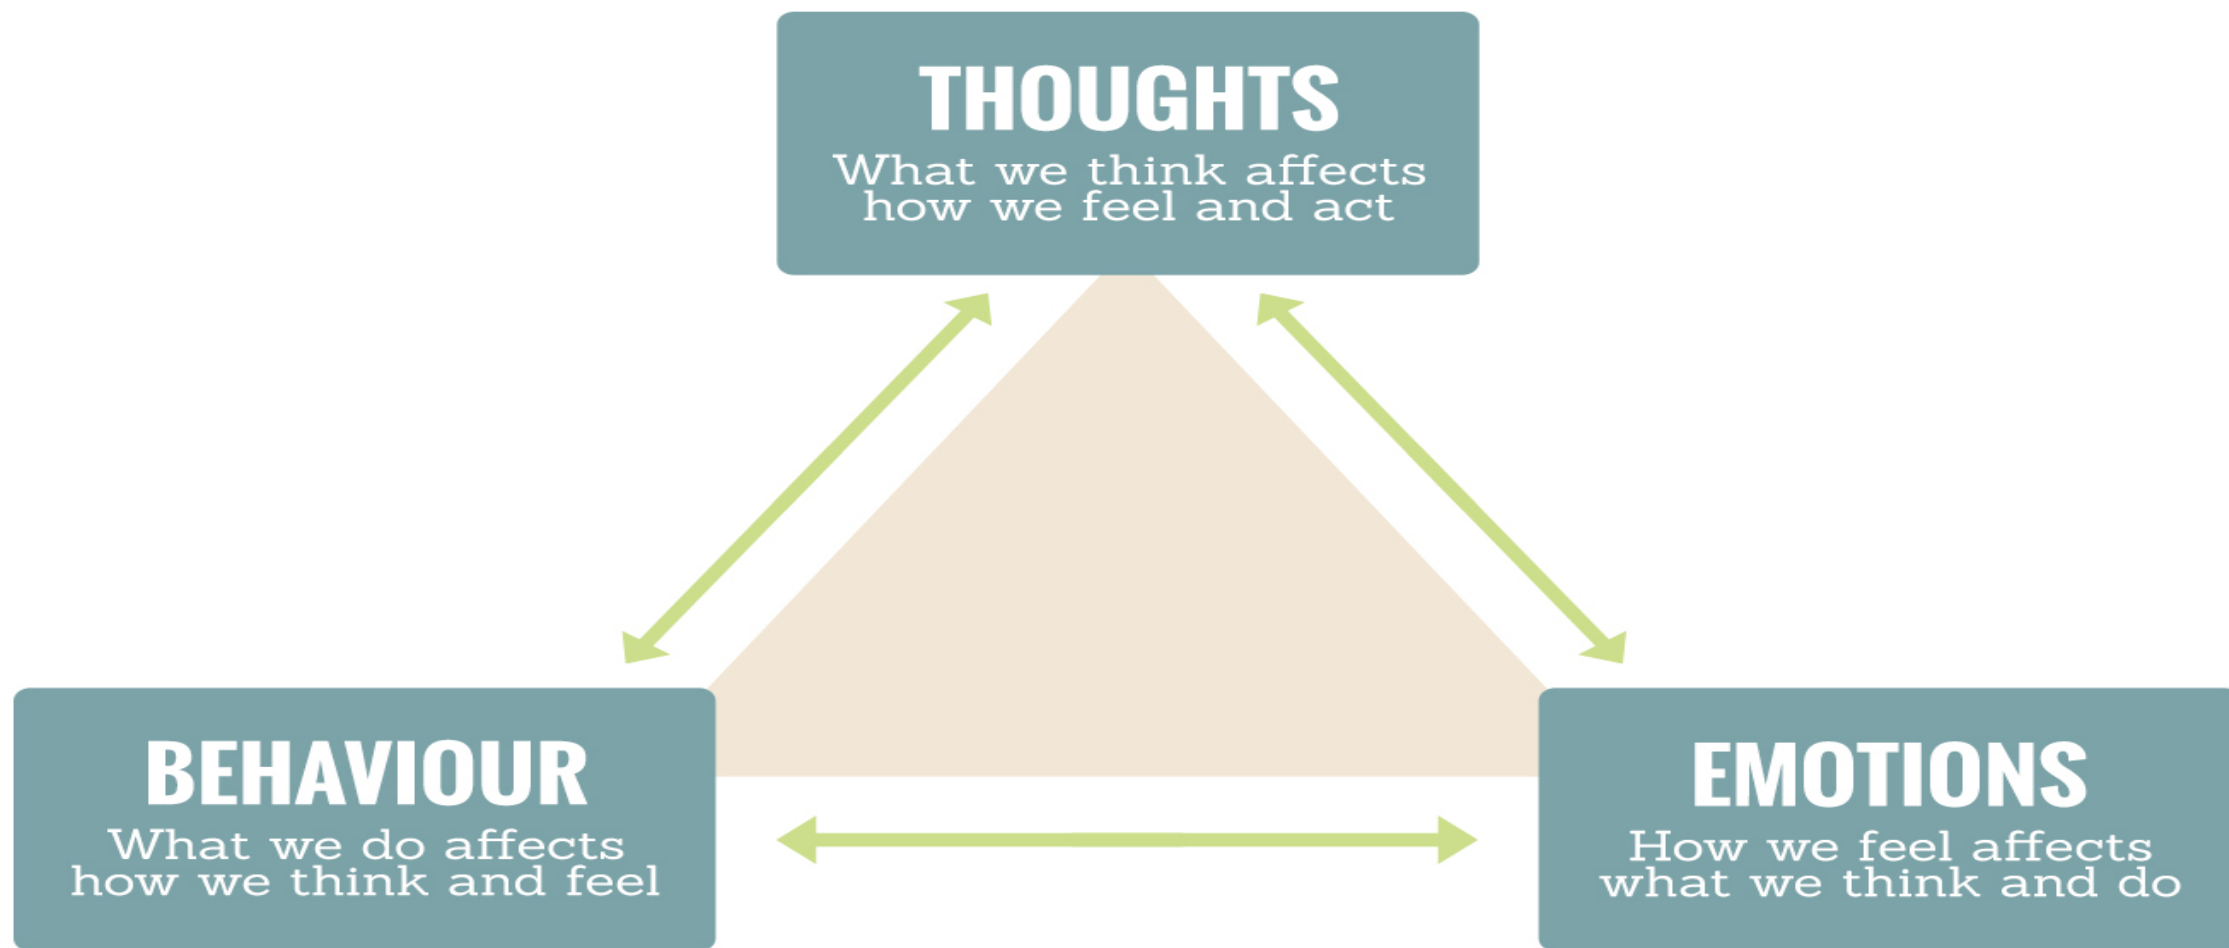 THOUGHTS
What we think affects
how we feel and act
BEHAVIOUR
What we do affects
how we think and feel
EMOTIONS
How we feel affects
what we think and do